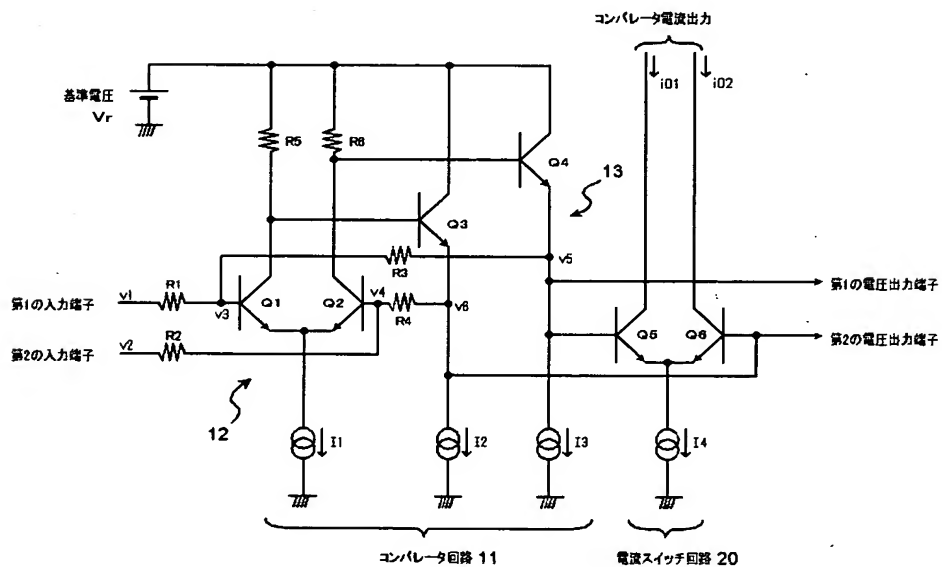 コンパレータ電流出力
i01
i02
基準電圧
Vr
R5
R6
Q4
13
Q3
R3
v5
第1の電圧出力端子
第1の入力端子
v1
R1
v3
Q1
Q2
v4
R4
v6
Q5
Q6
第2の電圧出力端子
第2の入力端子
v2
R2
12
I1
I2
I3
I4
コンパレータ回路 11
電流スイッチ回路 20